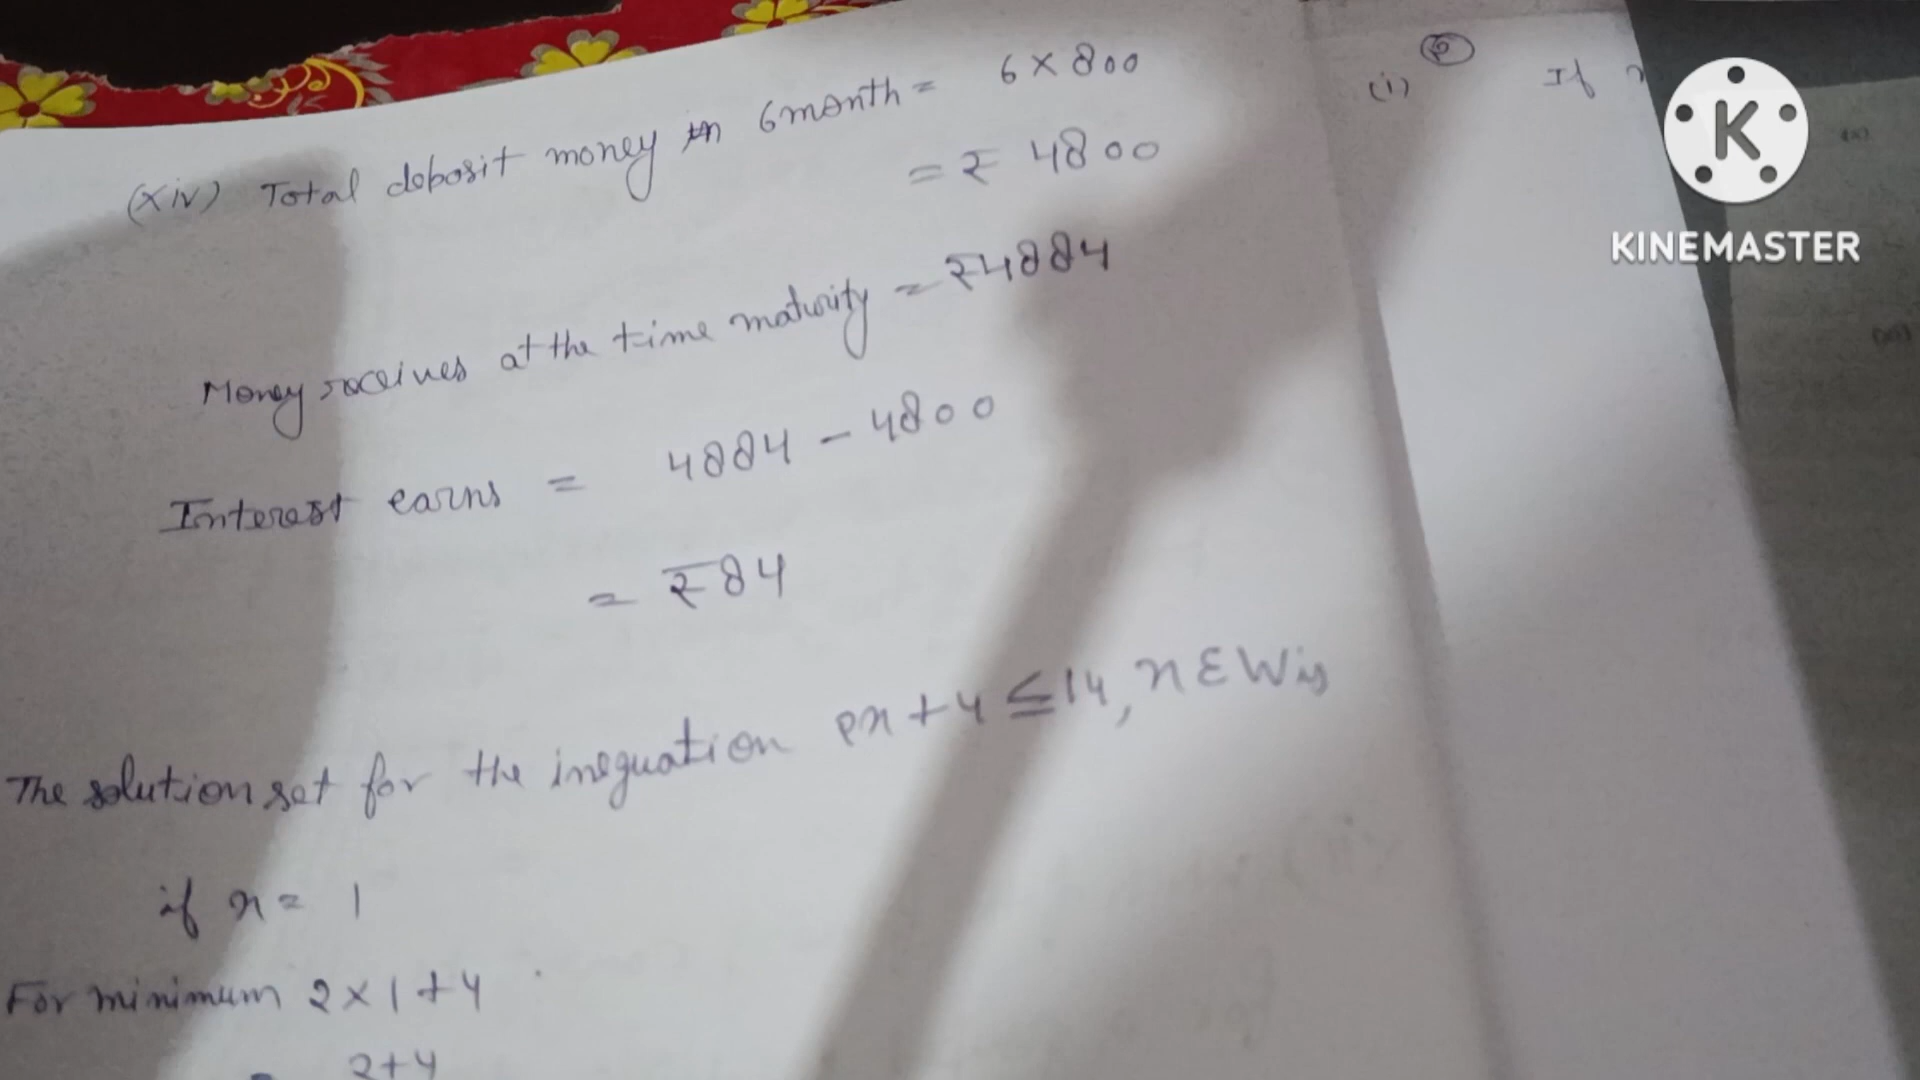 (xiv) Total debosit money in 6month = 6 × 800
= ₹ 4800
Money receives at the time maturity = ₹4884
Interest earns = 4884 - 4800
= ₹84
The solution set for the inequation 2x + 4 ≤ 14, x ε W is
if x = 1
For minimum 2 × 1 + 4
2+4
(i) If
KINEMASTER